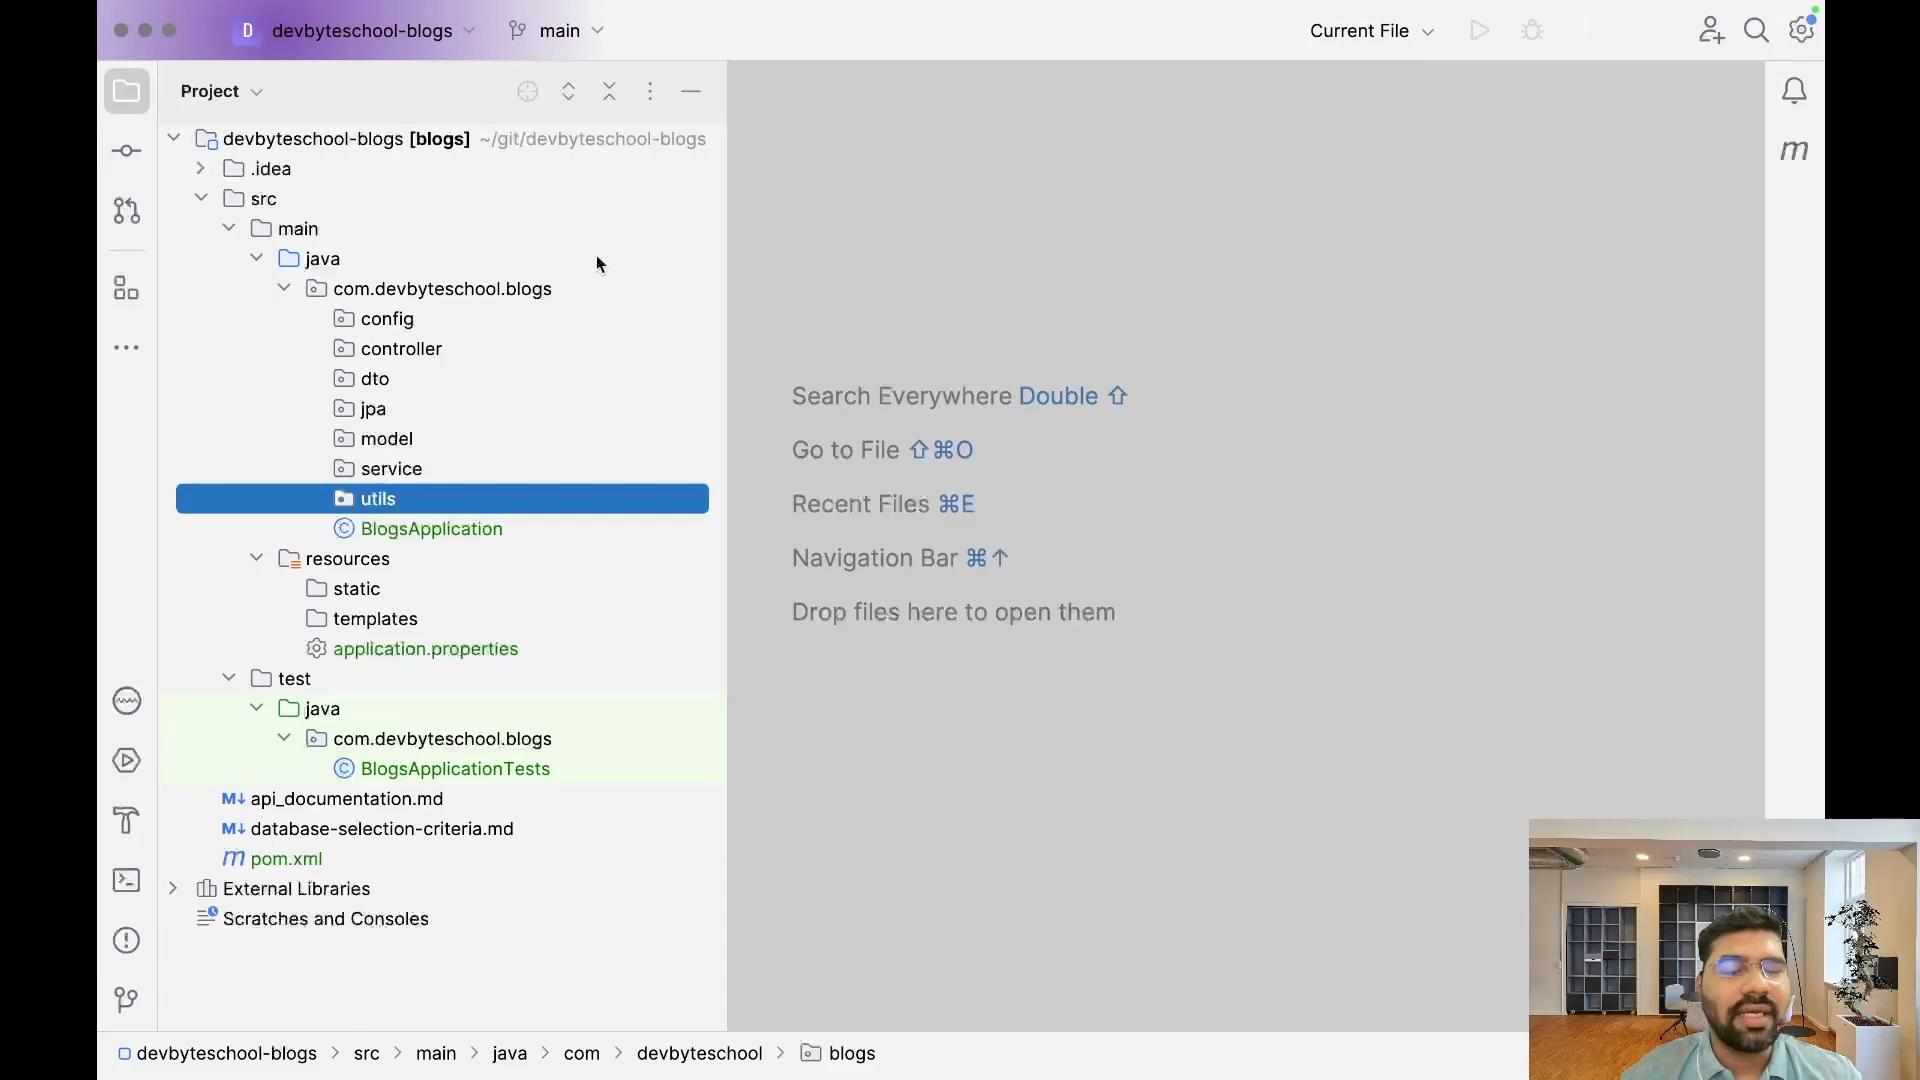 D devbyteschool-blogs main Current File
Project
devbyteschool-blogs [blogs] ~/git/devbyteschool-blogs
.idea
src
main
java
com.devbyteschool.blogs
config
controller
dto
jpa
model
service
utils
BlogsApplication
resources
static
templates
application.properties
test
java
com.devbyteschool.blogs
BlogsApplicationTests
M↓ api_documentation.md
M↓ database-selection-criteria.md
m pom.xml
External Libraries
Scratches and Consoles
Search Everywhere Double ⇧
Go to File ⇧⌘O
Recent Files ⌘E
Navigation Bar ⌘↑
Drop files here to open them
m
devbyteschool-blogs > src > main > java > com > devbyteschool > blogs